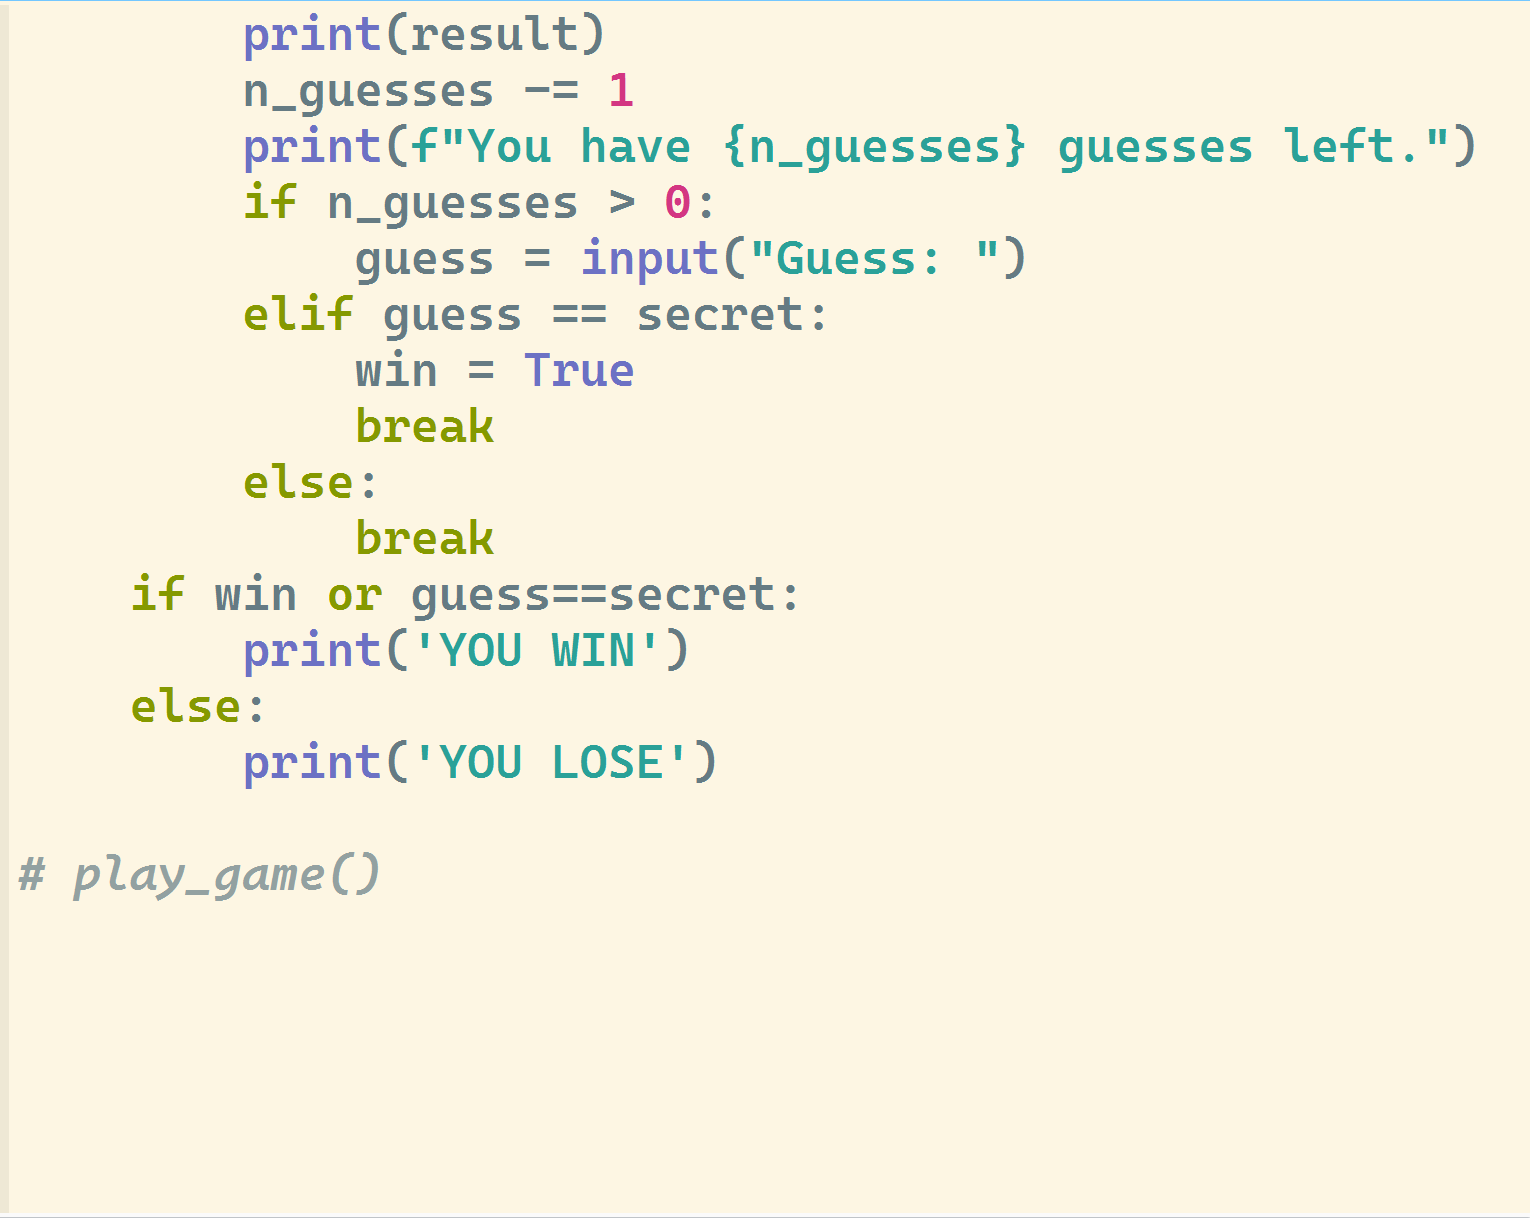 print(result)
n_guesses -= 1
print(f"You have {n_guesses} guesses left.")
if n_guesses > 0:
guess = input("Guess: ")
elif guess == secret:
win = True
break
else:
break
if win or guess==secret:
print('YOU WIN')
else:
print('YOU LOSE')
# play_game()